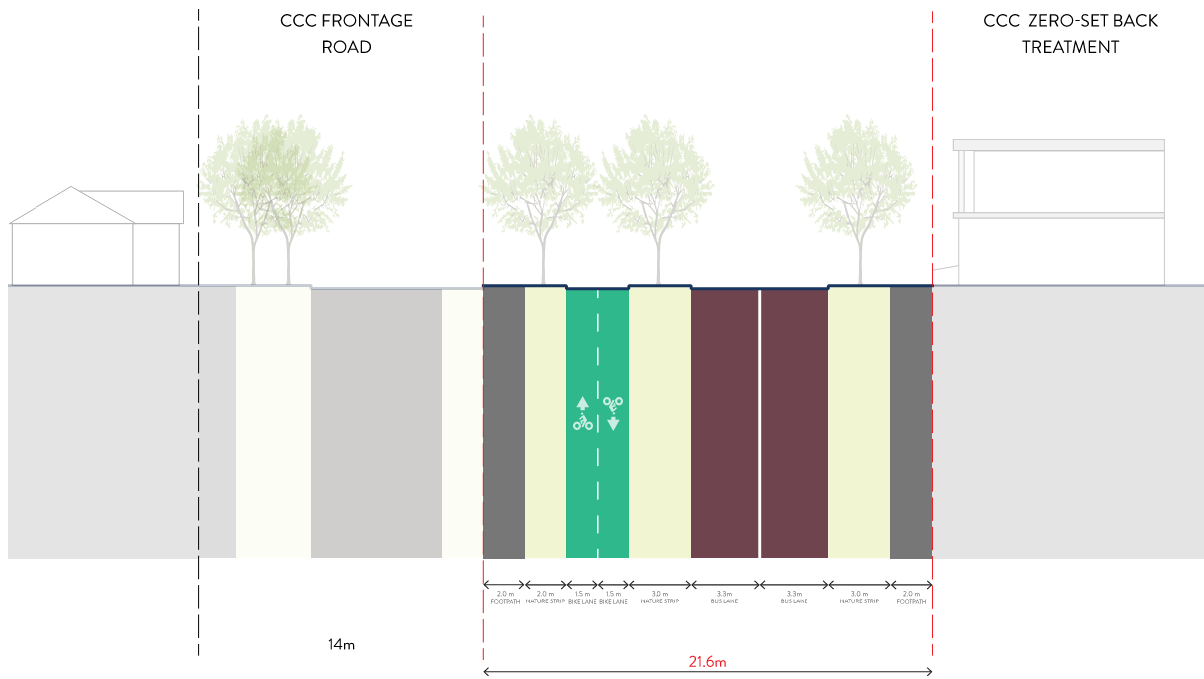 CCC FRONTAGE
ROAD
CCC ZERO-SET BACK
TREATMENT
2.0 m
FOOTPATH
2.0 m
NATURE STRIP
1.5 m
BIKE LANE
1.5 m
BIKE LANE
3.0 m
NATURE STRIP
3.3m
BUS LANE
3.3m
BUS LANE
3.0 m
NATURE STRIP
2.0 m
FOOTPATH
14m
21.6m